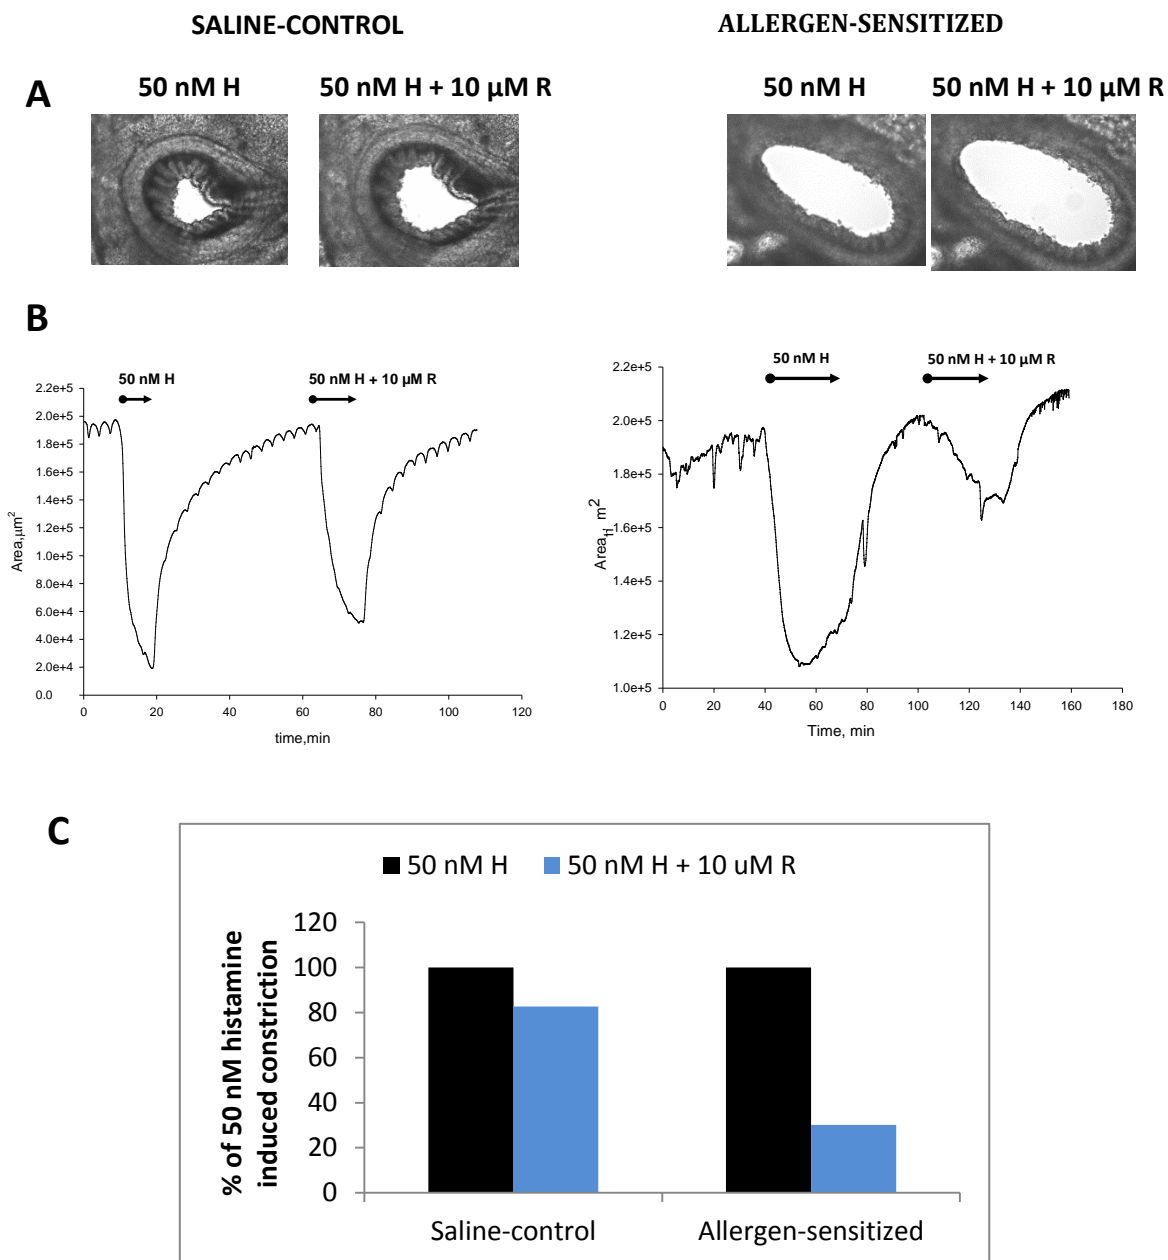 SALINE-CONTROL
ALLERGEN-SENSITIZED
A
50 nM H
50 nM H + 10 µM R
50 nM H
50 nM H + 10 µM R
B
50 nM H
50 nM H + 10 µM R
2.2e+5
2.0e+5
1.8e+5
1.6e+5
1.4e+5
1.2e+5
1.0e+5
8.0e+4
6.0e+4
4.0e+4
2.0e+4
0.0
Area,µm²
0 20 40 60 80 100 120
time,min
50 nM H
50 nM H + 10 µM R
2.2e+5
2.0e+5
1.8e+5
1.6e+5
1.4e+5
1.2e+5
1.0e+5
Area, m2
0 20 40 60 80 100 120 140 160 180
Time, min
C
50 nM H
50 nM H + 10 uM R
% of 50 nM histamine
induced constriction
120
100
80
60
40
20
0
Saline-control
Allergen-sensitized